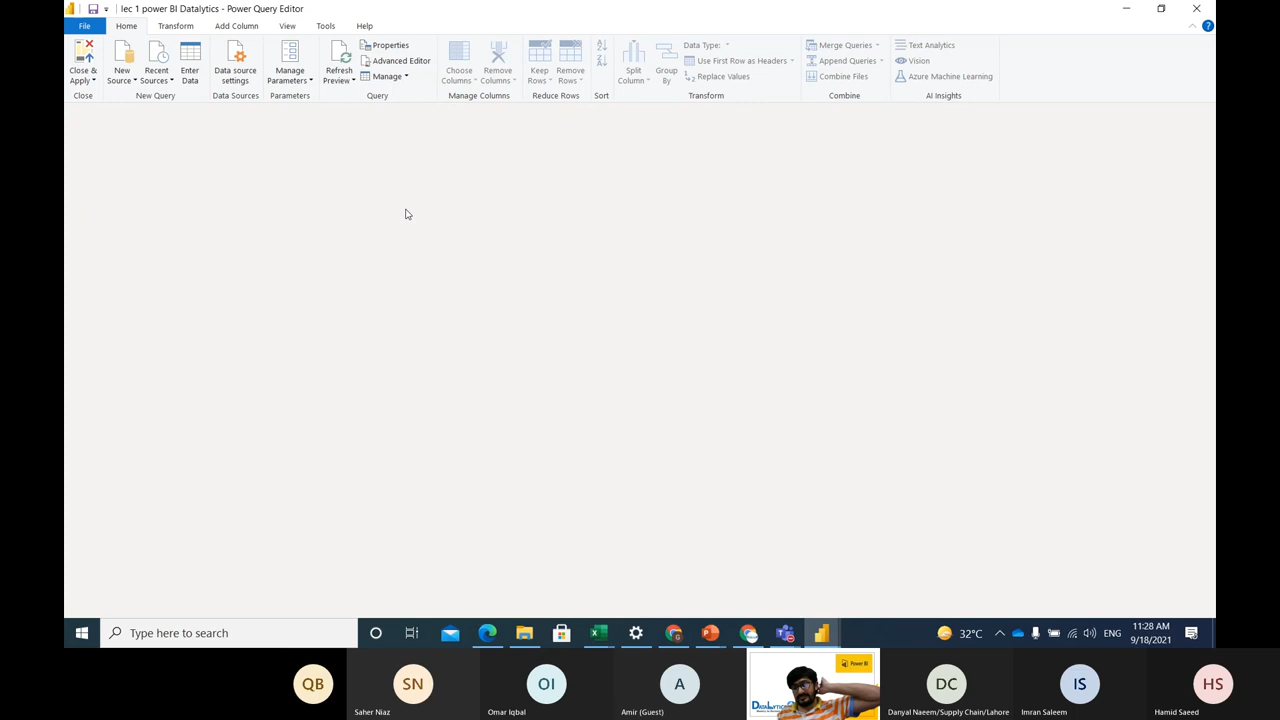 lec 1 power BI Datalytics - Power Query Editor
File Home Transform Add Column View Tools Help
Close & Apply
Close
New Source
Recent Sources
Enter Data
New Query
Data source settings
Data Sources
Manage Parameters
Parameters
Refresh Preview
Properties
Advanced Editor
Manage
Query
Choose Columns
Remove Columns
Manage Columns
Keep Rows
Remove Rows
Reduce Rows
Sort
Split Column
Group By
Data Type:
Use First Row as Headers
Replace Values
Transform
Merge Queries
Append Queries
Combine Files
Combine
Text Analytics
Vision
Azure Machine Learning
AI Insights
Type here to search
32°C
ENG
11:28 AM
9/18/2021
QB
SN
Saher Niaz
OI
Omar Iqbal
A
Amir (Guest)
Power BI
DC
Danyal Naeem/Supply Chain/Lahore
IS
Imran Saleem
HS
Hamid Saeed